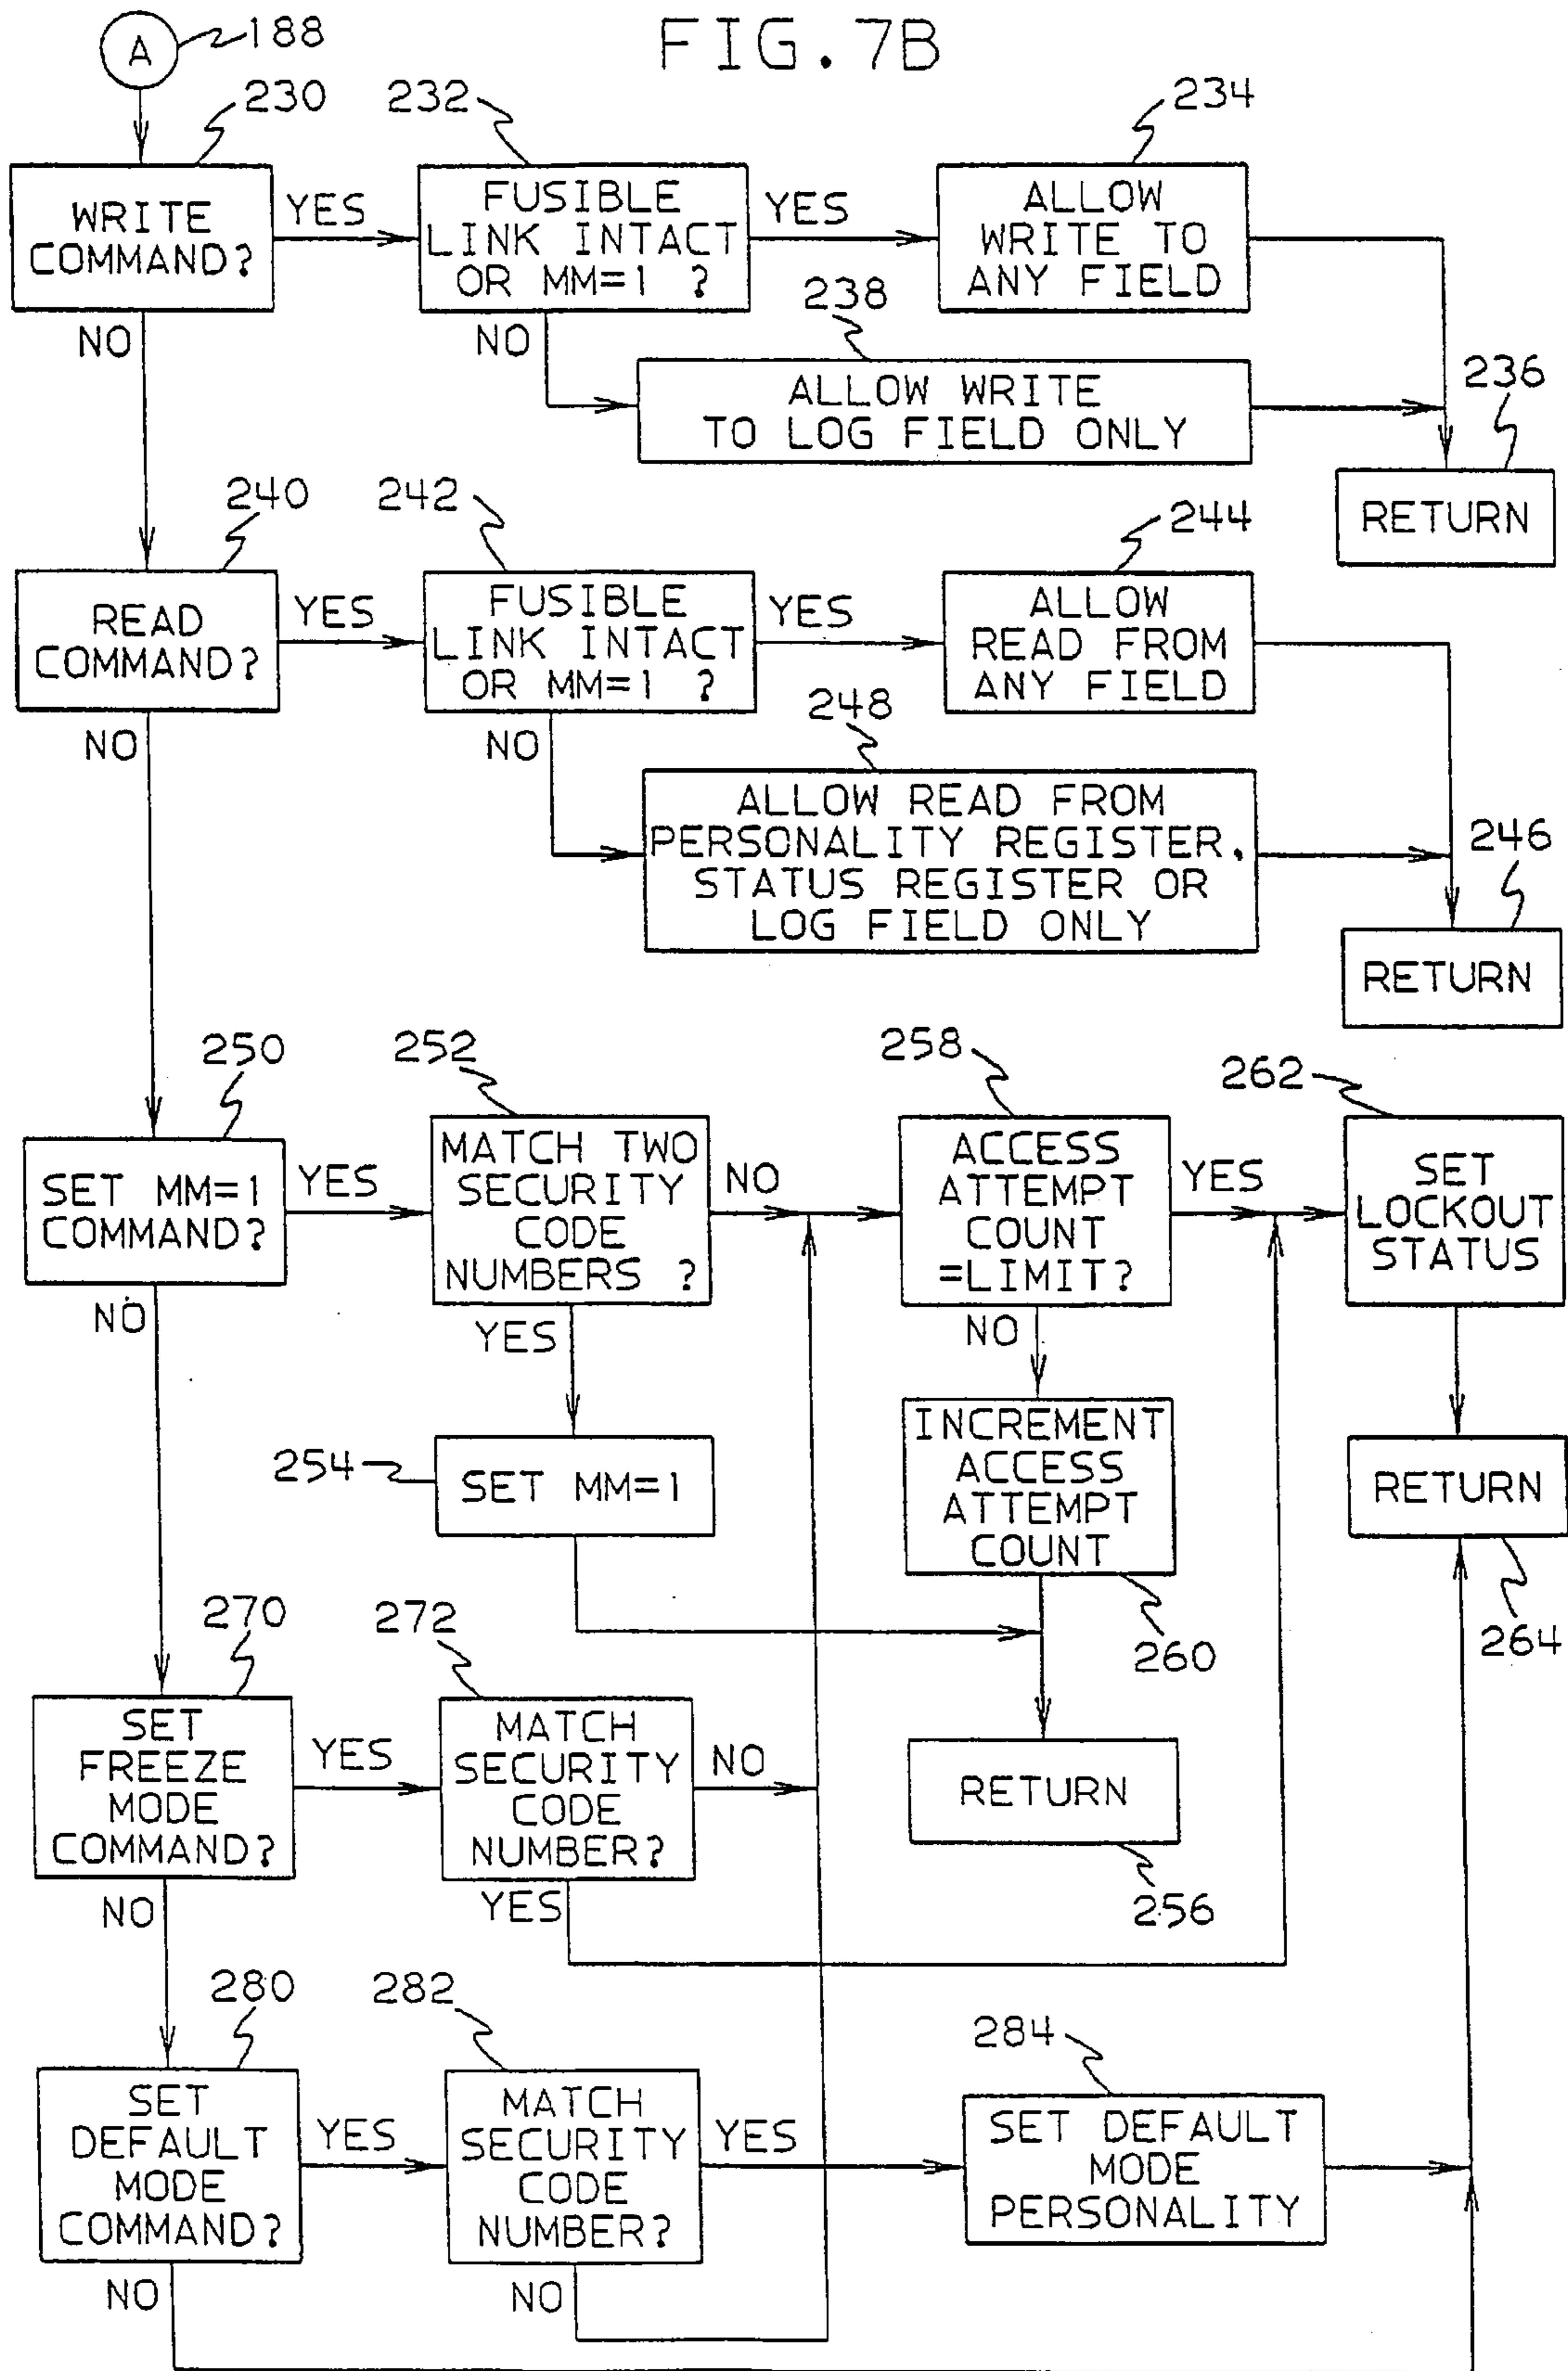 FIG. 7B
A
188
230
232
234
WRITE
COMMAND?
YES
FUSIBLE
LINK INTACT
OR MM=1 ?
YES
ALLOW
WRITE TO
ANY FIELD
NO
NO
238
ALLOW WRITE
TO LOG FIELD ONLY
236
RETURN
240
242
244
READ
COMMAND?
YES
FUSIBLE
LINK INTACT
OR MM=1 ?
YES
ALLOW
READ FROM
ANY FIELD
NO
NO
248
ALLOW READ FROM
PERSONALITY REGISTER.
STATUS REGISTER OR
LOG FIELD ONLY
246
RETURN
250
252
258
262
SET MM=1
COMMAND?
YES
MATCH TWO
SECURITY
CODE
NUMBERS ?
NO
ACCESS
ATTEMPT
COUNT
=LIMIT?
YES
SET
LOCKOUT
STATUS
NO
YES
NO
254
SET MM=1
INCREMENT
ACCESS
ATTEMPT
COUNT
RETURN
260
264
270
272
SET
FREEZE
MODE
COMMAND?
YES
MATCH
SECURITY
CODE
NUMBER?
NO
RETURN
256
NO
YES
280
282
284
SET
DEFAULT
MODE
COMMAND?
YES
MATCH
SECURITY
CODE
NUMBER?
YES
SET DEFAULT
MODE
PERSONALITY
NO
NO